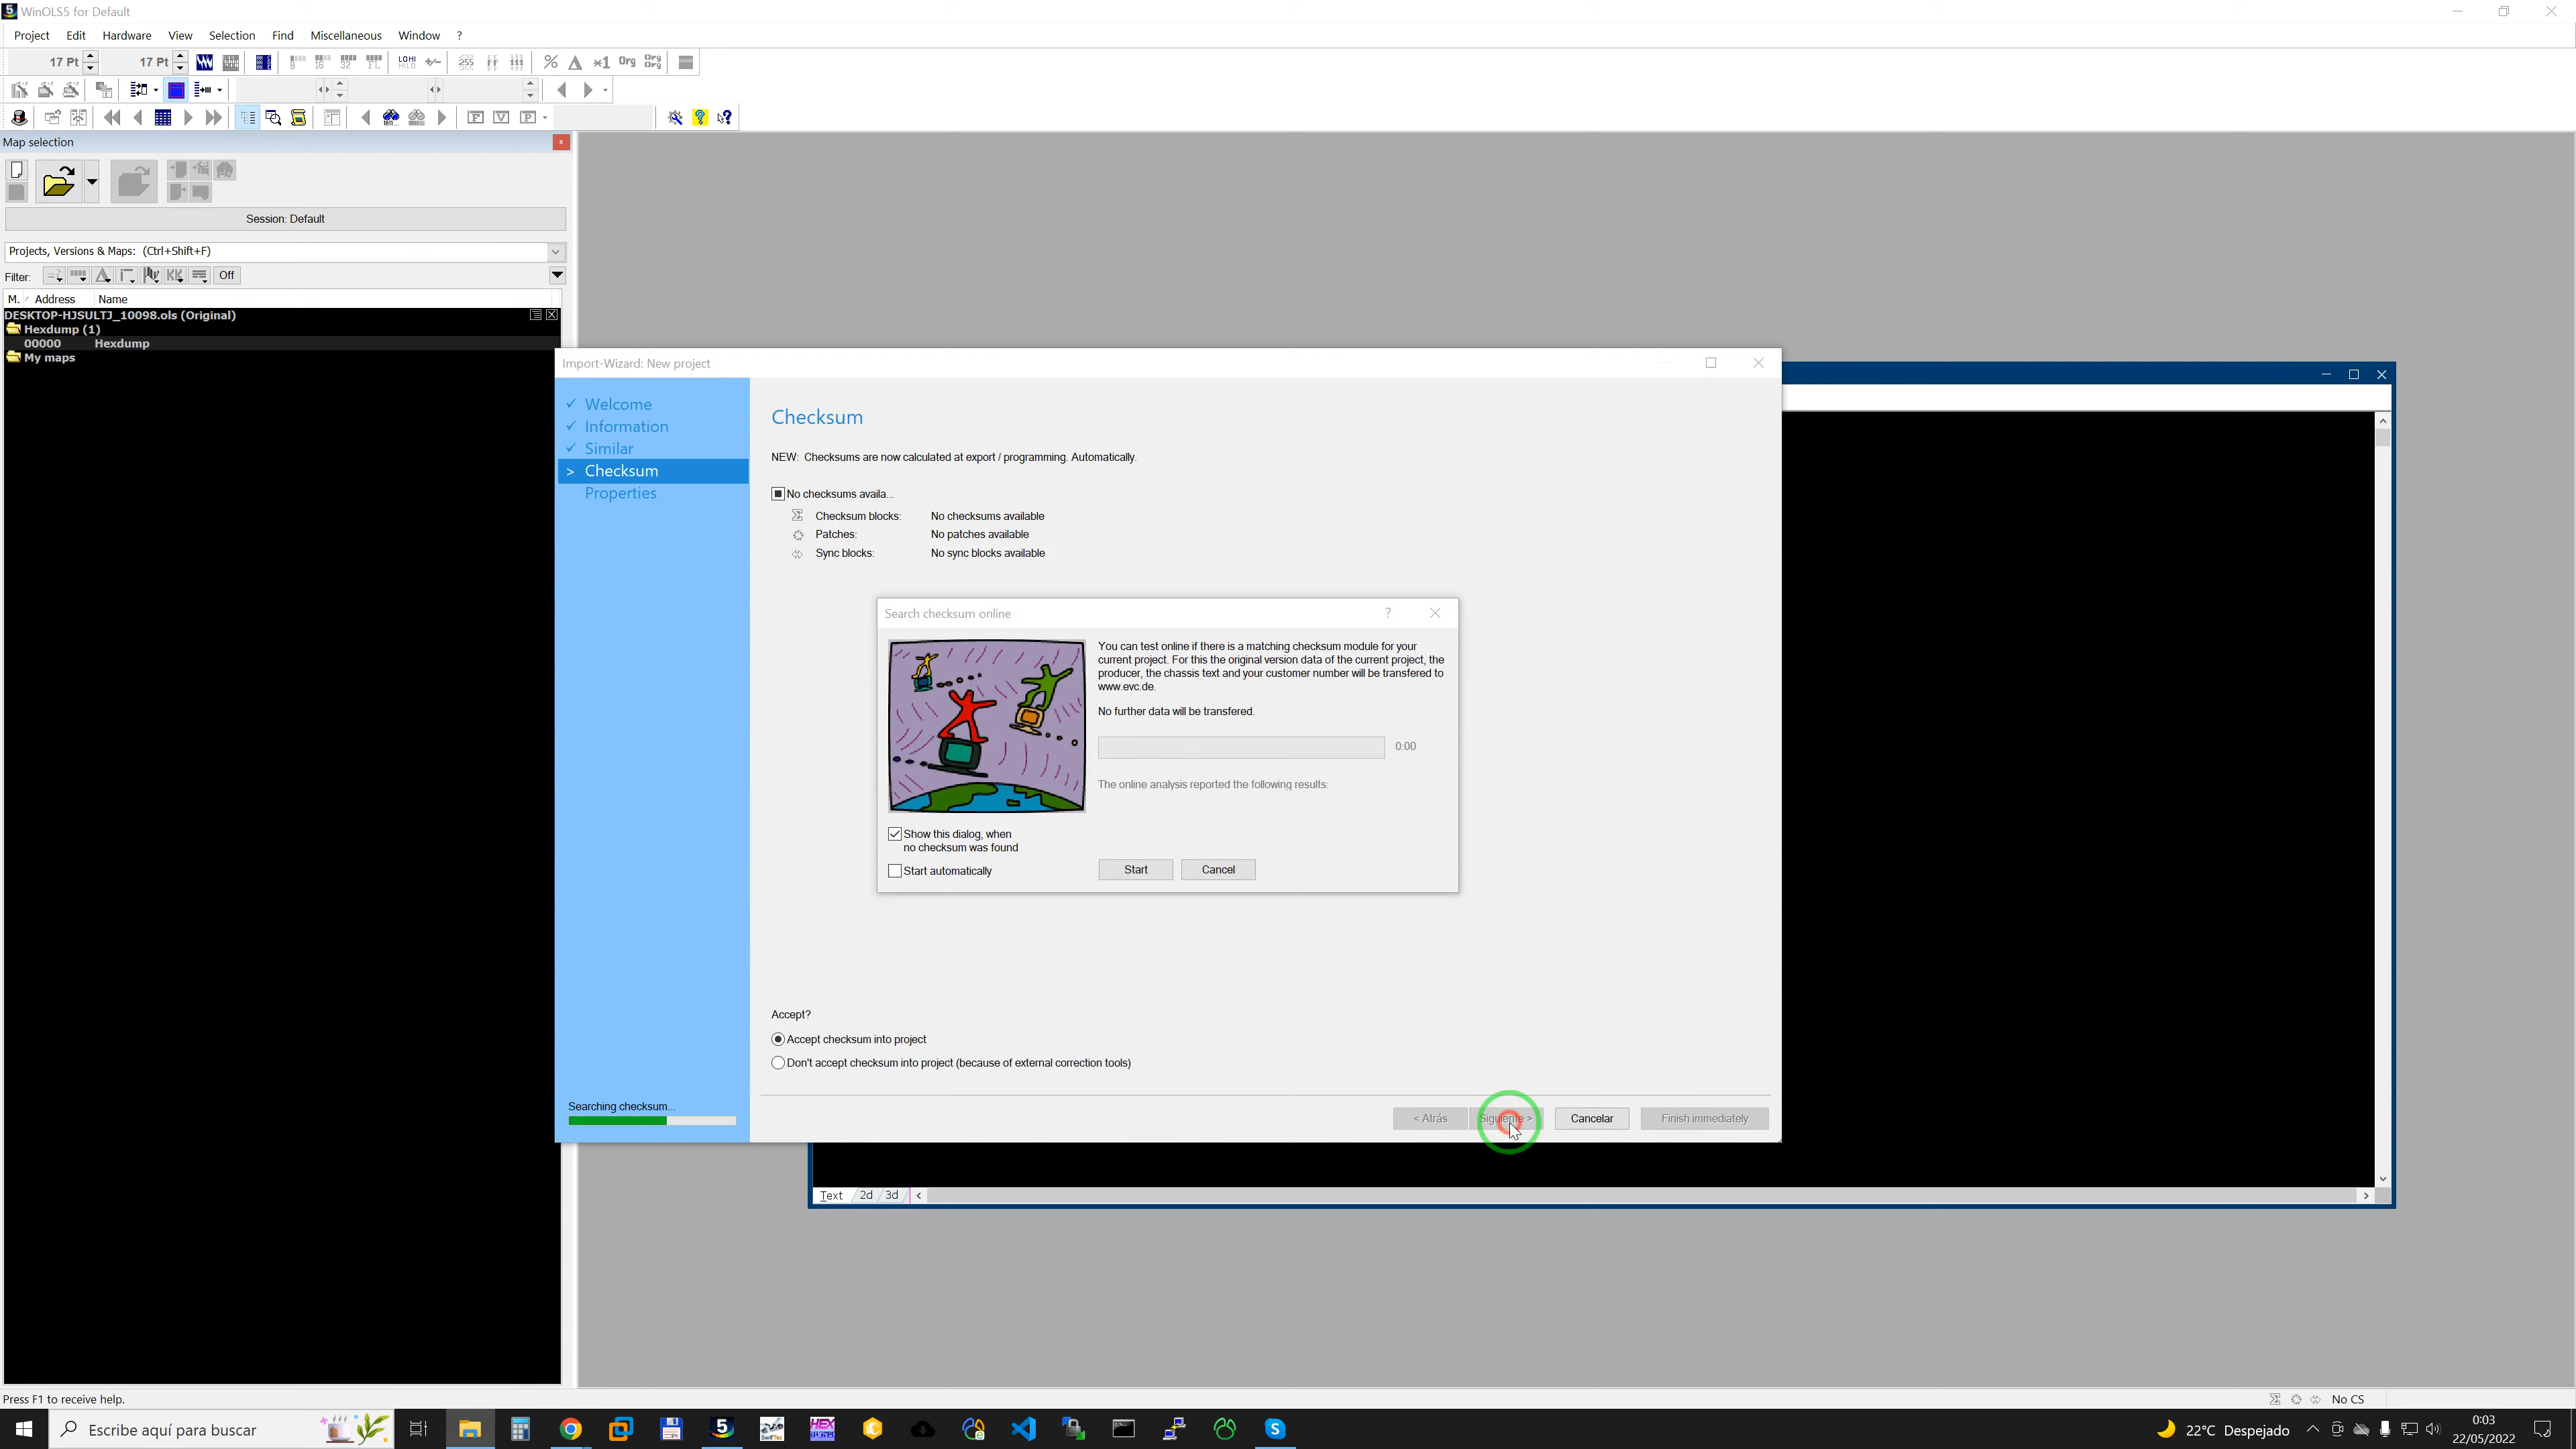 WinOLS5 for Default
Project Edit Hardware View Selection Find Miscellaneous Window ?
17 Pt 17 Pt
Map selection
Session: Default
Projects, Versions & Maps: (Ctrl+Shift+F)
Filter: Off
M. Address Name
DESKTOP-HJSULTJ_10098.ols (Original)
Hexdump (1)
00000 Hexdump
My maps
Import-Wizard: New project
Welcome
Information
Similar
> Checksum
Properties
Searching checksum...
Checksum
NEW: Checksums are now calculated at export / programming. Automatically.
No checksums availa...
Checksum blocks: No checksums available
Patches: No patches available
Sync blocks: No sync blocks available
Search checksum online
You can test online if there is a matching checksum module for your
current project. For this the original version data of the current project, the
producer, the chassis text and your customer number will be transfered to
www.evc.de.
No further data will be transfered.
0:00
The online analysis reported the following results:
Show this dialog, when
no checksum was found
Start automatically
Start Cancel
Accept?
Accept checksum into project
Don't accept checksum into project (because of external correction tools)
< Atrás Siguiente > Cancelar Finish immediately
Text 2d 3d
Press F1 to receive help.
No CS
Escribe aquí para buscar
22°C Despejado
0:03
22/05/2022